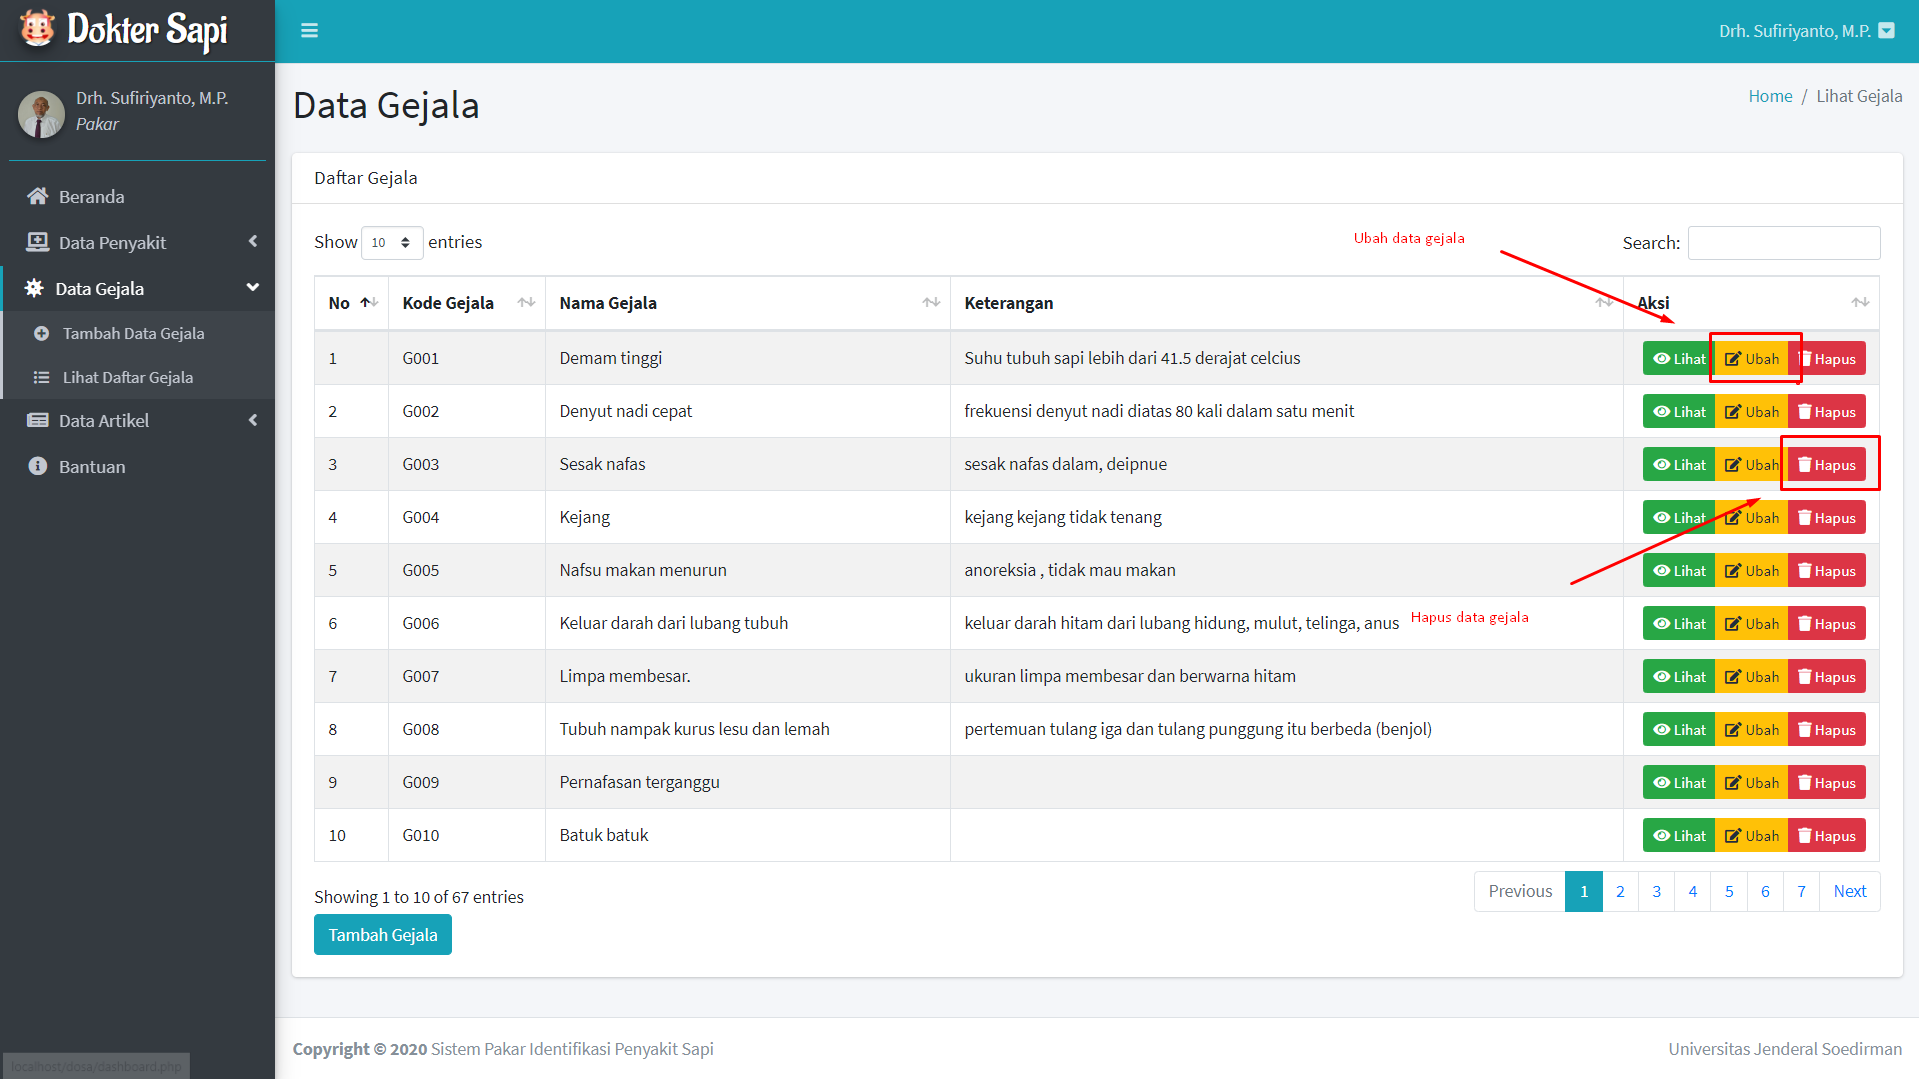 Dokter Sapi
Drh. Sufiriyanto, M.P.
Drh. Sufiriyanto, M.P.
Pakar
Beranda
Data Penyakit
Data Gejala
Tambah Data Gejala
Lihat Daftar Gejala
Data Artikel
Bantuan
Data Gejala
Home / Lihat Gejala
Daftar Gejala
Show 10 entries
Ubah data gejala
Search:
No Kode Gejala Nama Gejala Keterangan Aksi
1 G001 Demam tinggi Suhu tubuh sapi lebih dari 41.5 derajat celcius Lihat Ubah Hapus
2 G002 Denyut nadi cepat frekuensi denyut nadi diatas 80 kali dalam satu menit Lihat Ubah Hapus
3 G003 Sesak nafas sesak nafas dalam, deipnue Lihat Ubah Hapus
4 G004 Kejang kejang kejang tidak tenang Lihat Ubah Hapus
5 G005 Nafsu makan menurun anoreksia , tidak mau makan Lihat Ubah Hapus
6 G006 Keluar darah dari lubang tubuh keluar darah hitam dari lubang hidung, mulut, telinga, anus Hapus data gejala Lihat Ubah Hapus
7 G007 Limpa membesar. ukuran limpa membesar dan berwarna hitam Lihat Ubah Hapus
8 G008 Tubuh nampak kurus lesu dan lemah pertemuan tulang iga dan tulang punggung itu berbeda (benjol) Lihat Ubah Hapus
9 G009 Pernafasan terganggu Lihat Ubah Hapus
10 G010 Batuk batuk Lihat Ubah Hapus
Showing 1 to 10 of 67 entries
Previous 1 2 3 4 5 6 7 Next
Tambah Gejala
Copyright © 2020 Sistem Pakar Identifikasi Penyakit Sapi
Universitas Jenderal Soedirman
localhost/dosa/dashboard.php